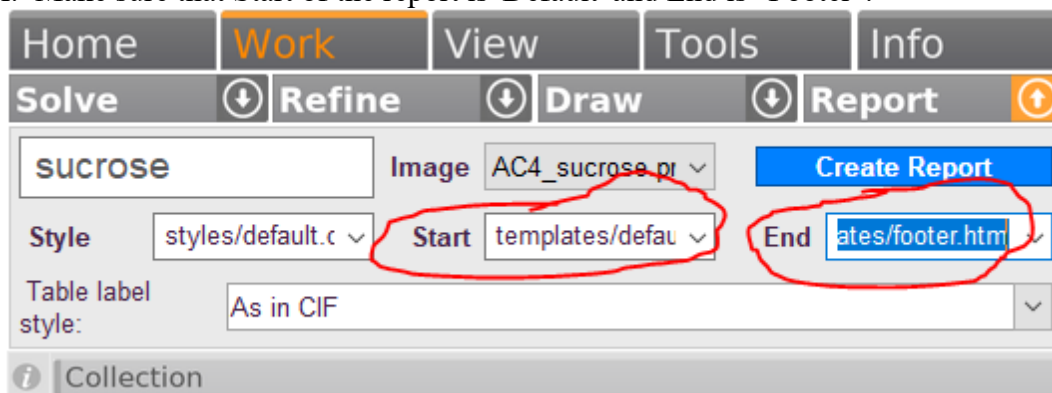 Home Work View Tools Info
Solve Refine Draw Report
sucrose Image AC4_sucrose.pr Create Report
Style styles/default.c Start templates/defau End ates/footer.htm
Table label
style: As in CIF
i Collection